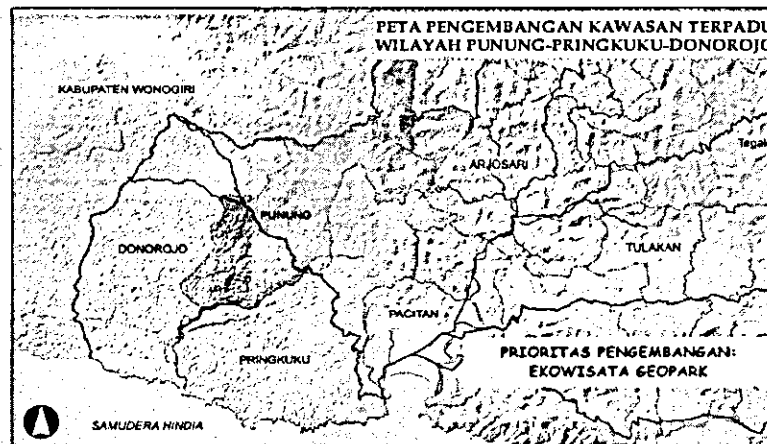 PETA PENGEMBANGAN KAWASAN TERPADU
WILAYAH PUNUNG-PRINGKUKU-DONOROJO
KABUPATEN WONOGIRI
ARJOSARI
PUNUNG
DONOROJO
TULAKAN
PACITAN
PRINGKUKU
PRIORITAS PENGEMBANGAN:
EKOWISATA GEOPARK
SAMUDERA HINDIA